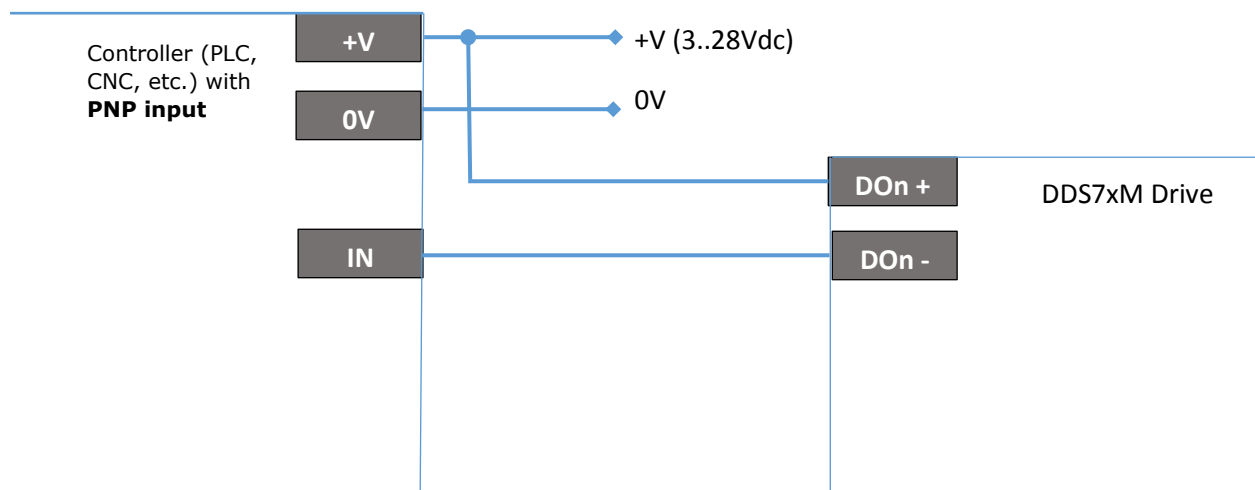 Controller (PLC,
CNC, etc.) with
PNP input
+V
+V (3..28Vdc)
0V
0V
DOn +
DDS7xM Drive
IN
DOn -